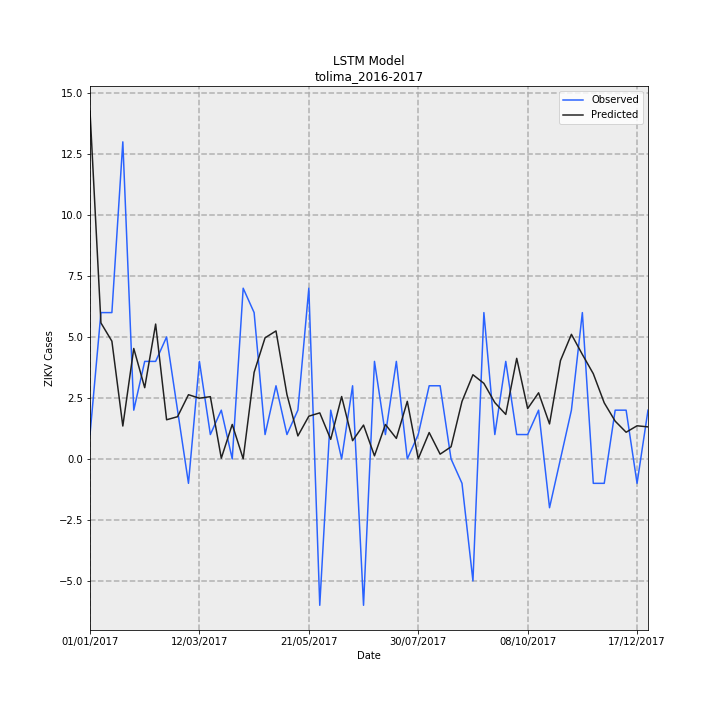 LSTM Model
tolima_2016-2017
Observed
Predicted
15.0
12.5
10.0
7.5
5.0
2.5
0.0
−2.5
−5.0
ZIKV Cases
01/01/2017 12/03/2017 21/05/2017 30/07/2017 08/10/2017 17/12/2017
Date